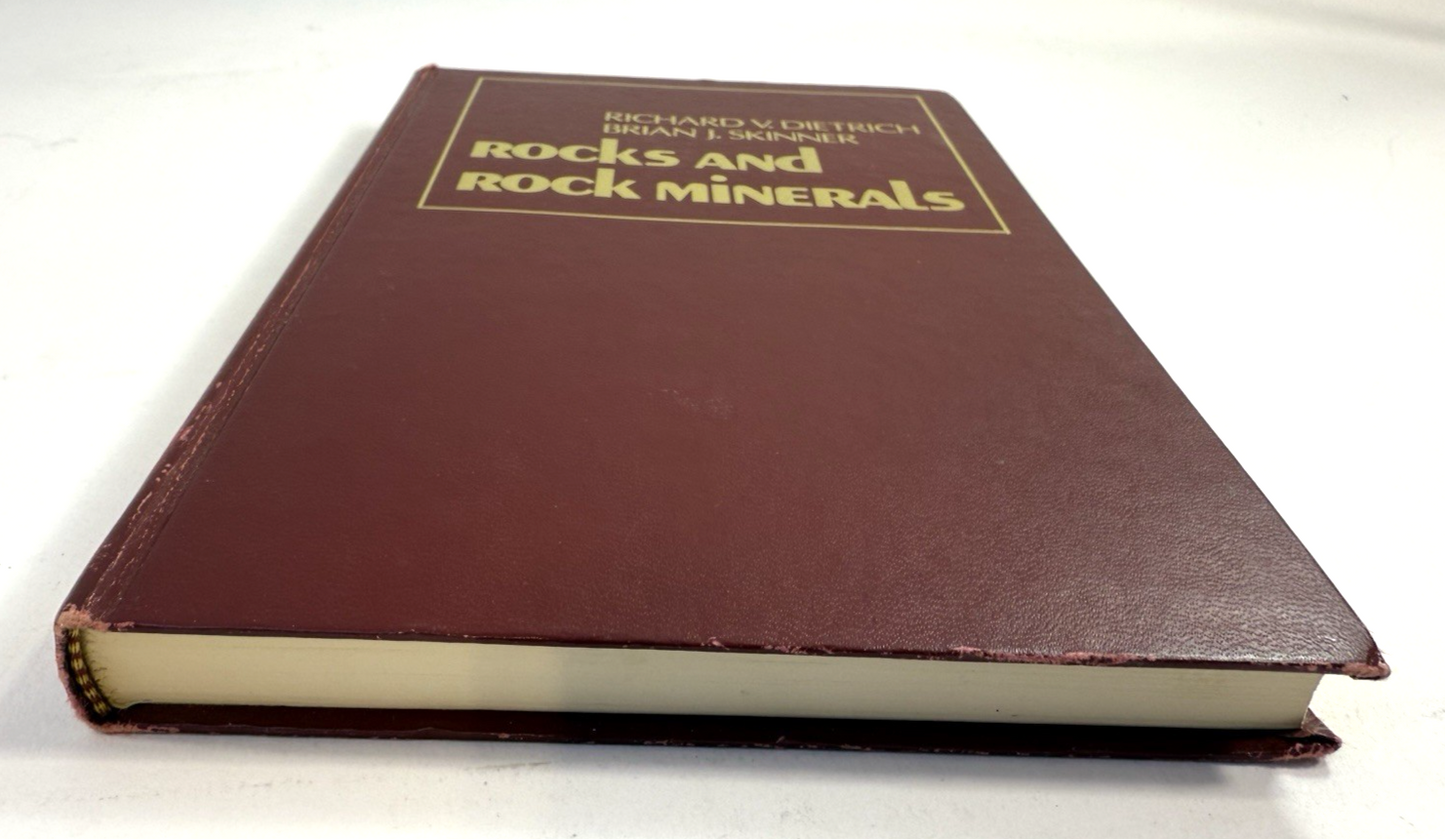 RICHARD V. DIETRICH
BRIAN J. SKINNER
ROCKS AND
ROCK MINERALS